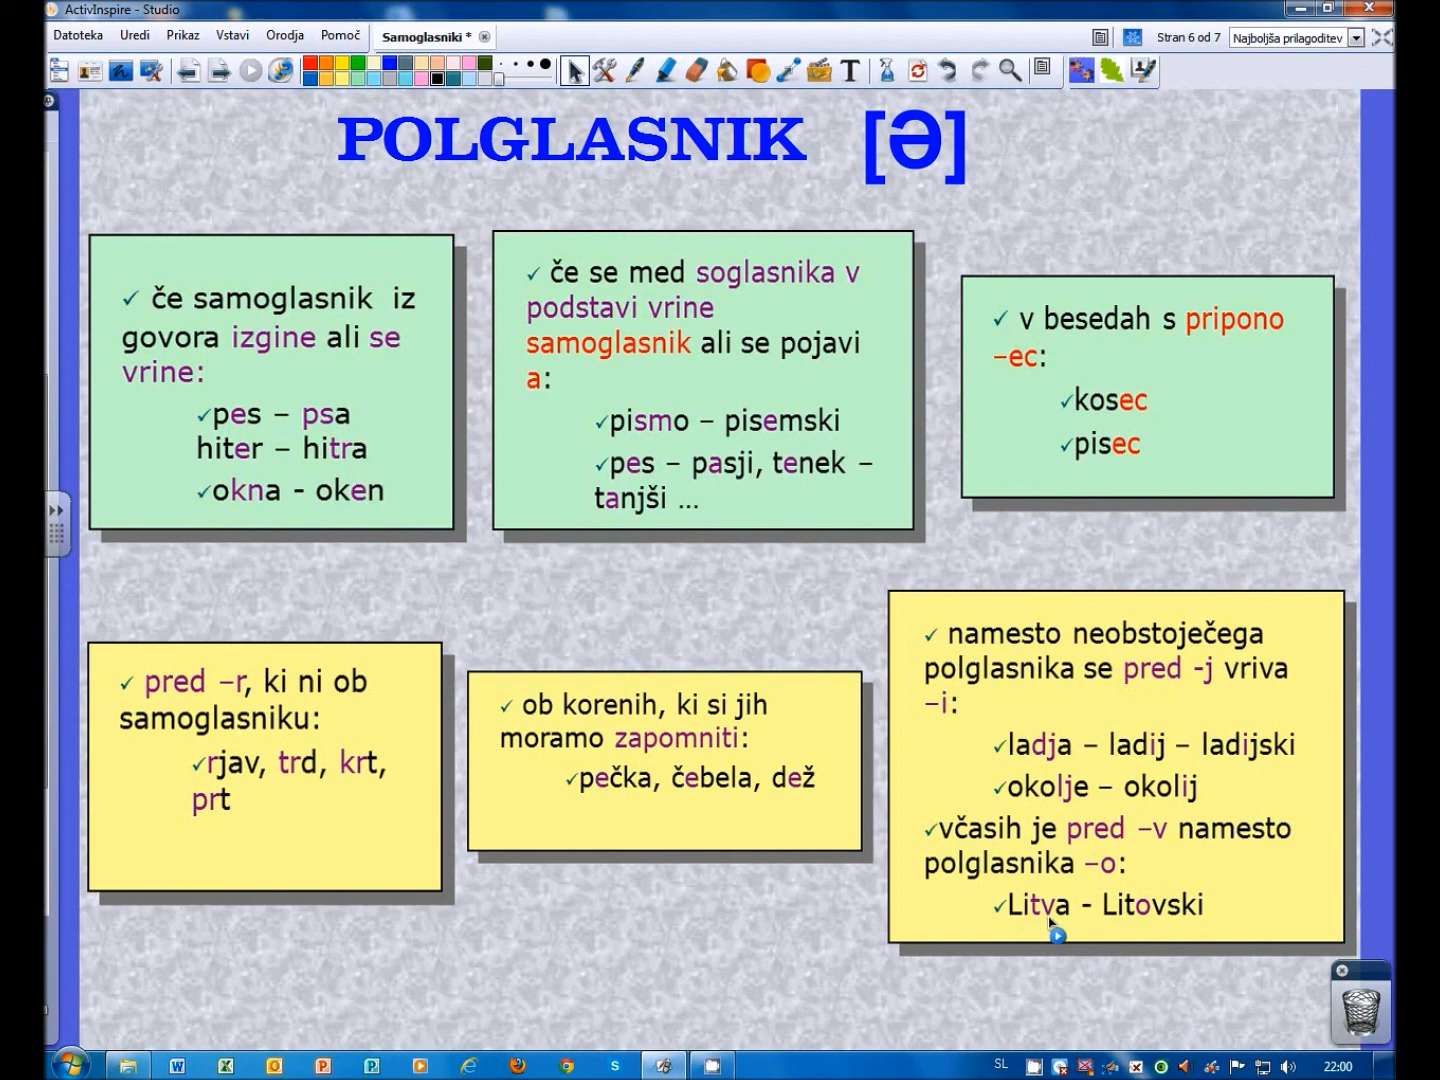 ActivInspire - Studio
Datoteka Uredi Prikaz Vstavi Orodja Pomoč Samoglasniki * Stran 6 od 7 Najboljša prilagoditev
T
POLGLASNIK [Ə]
✓ če samoglasnik iz
govora izgine ali se
vrine:
✓pes – psa
hiter – hitra
✓okna - oken
✓ če se med soglasnika v
podstavi vrine
samoglasnik ali se pojavi
a:
✓pismo – pisemski
✓pes – pasji, tenek –
tanjši ...
✓ v besedah s pripono
–ec:
✓kosec
✓pisec
✓ pred –r, ki ni ob
samoglasniku:
✓rjav, trd, krt,
prt
✓ ob korenih, ki si jih
moramo zapomniti:
✓pečka, čebela, dež
✓ namesto neobstoječega
polglasnika se pred -j vriva
–i:
✓ladja – ladij – ladijski
✓okolje – okolij
✓včasih je pred –v namesto
polglasnika –o:
✓Litva - Litovski
SL 22:00